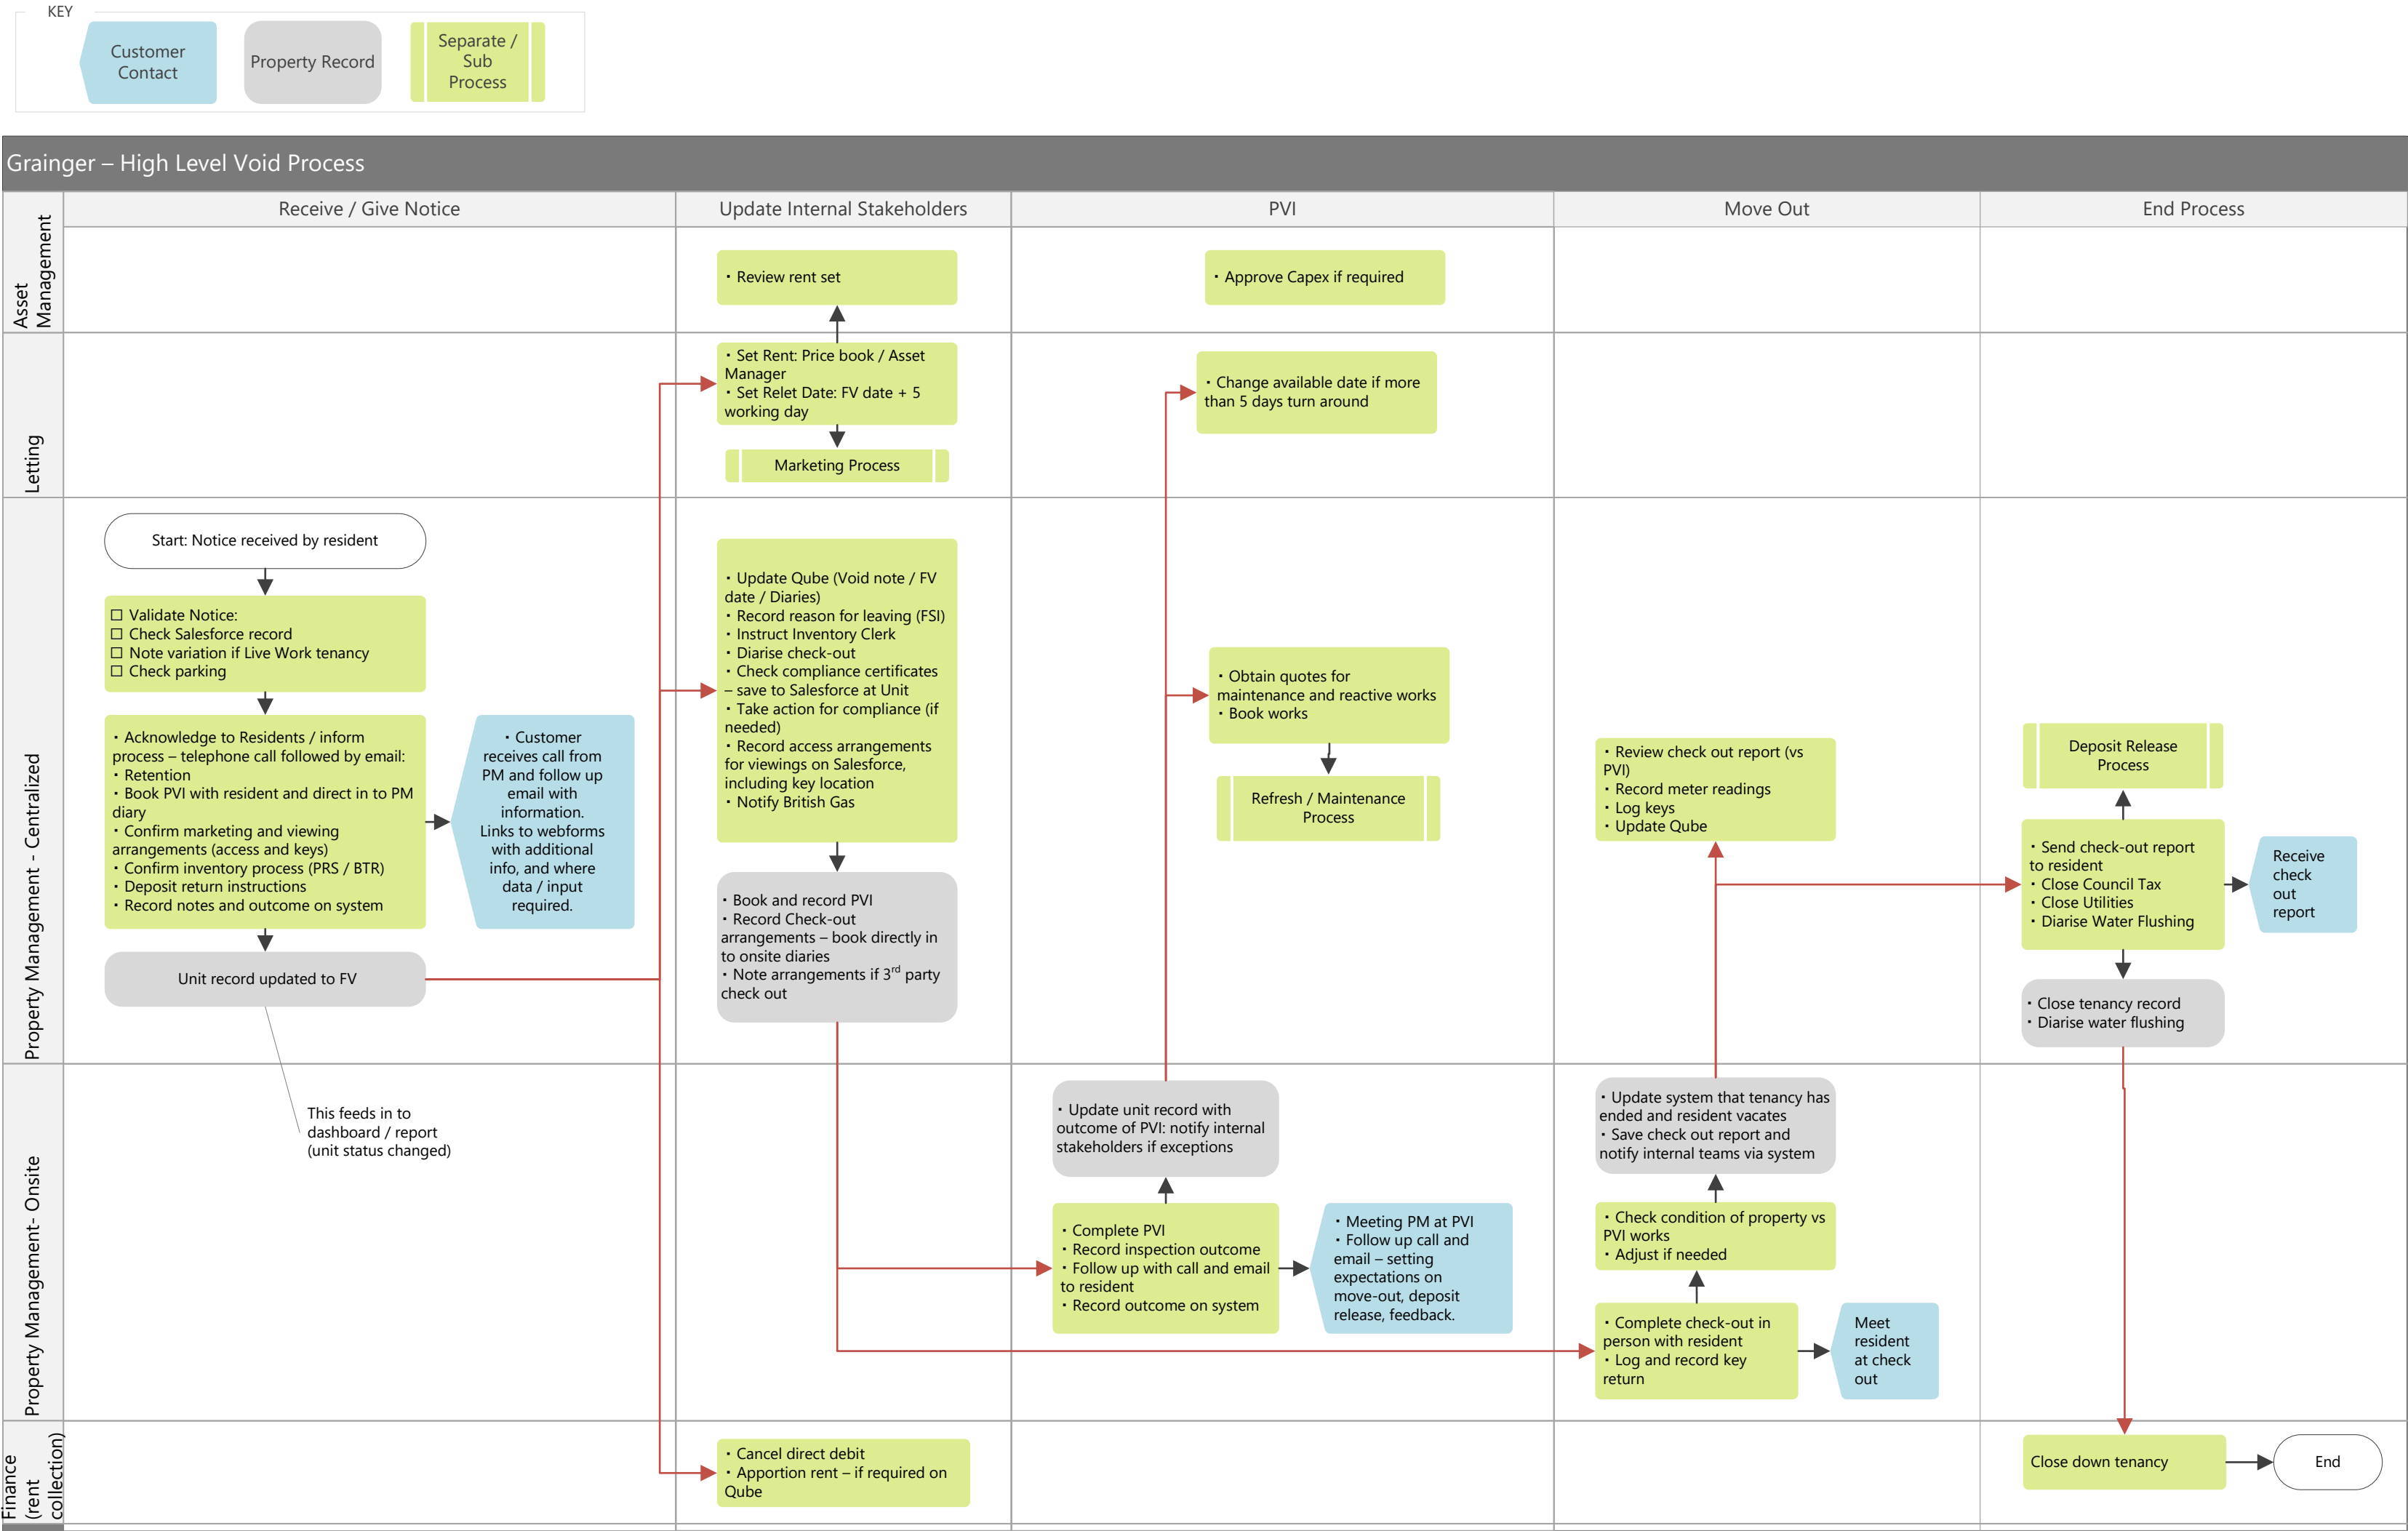 KEY
Customer
Contact
Property Record
Separate /
Sub
Process
Grainger – High Level Void Process
Receive / Give Notice
Update Internal Stakeholders
PVI
Move Out
End Process
Asset
Management
· Review rent set
· Approve Capex if required
Letting
· Set Rent: Price book / Asset
Manager
· Set Relet Date: FV date + 5
working day
Marketing Process
· Change available date if more
than 5 days turn around
Property Management - Centralized
Start: Notice received by resident
☐ Validate Notice:
☐ Check Salesforce record
☐ Note variation if Live Work tenancy
☐ Check parking
· Acknowledge to Residents / inform
process – telephone call followed by email:
· Retention
· Book PVI with resident and direct in to PM
diary
· Confirm marketing and viewing
arrangements (access and keys)
· Confirm inventory process (PRS / BTR)
· Deposit return instructions
· Record notes and outcome on system
· Customer
receives call from
PM and follow up
email with
information.
Links to webforms
with additional
info, and where
data / input
required.
Unit record updated to FV
· Update Qube (Void note / FV
date / Diaries)
· Record reason for leaving (FSI)
· Instruct Inventory Clerk
· Diarise check-out
· Check compliance certificates
– save to Salesforce at Unit
· Take action for compliance (if
needed)
· Record access arrangements
for viewings on Salesforce,
including key location
· Notify British Gas
· Book and record PVI
· Record Check-out
arrangements – book directly in
to onsite diaries
· Note arrangements if 3rd party
check out
· Obtain quotes for
maintenance and reactive works
· Book works
Refresh / Maintenance
Process
· Review check out report (vs
PVI)
· Record meter readings
· Log keys
· Update Qube
Deposit Release
Process
· Send check-out report
to resident
· Close Council Tax
· Close Utilities
· Diarise Water Flushing
Receive
check
out
report
· Close tenancy record
· Diarise water flushing
Property Management- Onsite
This feeds in to
dashboard / report
(unit status changed)
· Update unit record with
outcome of PVI: notify internal
stakeholders if exceptions
· Complete PVI
· Record inspection outcome
· Follow up with call and email
to resident
· Record outcome on system
· Meeting PM at PVI
· Follow up call and
email – setting
expectations on
move-out, deposit
release, feedback.
· Update system that tenancy has
ended and resident vacates
· Save check out report and
notify internal teams via system
· Check condition of property vs
PVI works
· Adjust if needed
· Complete check-out in
person with resident
· Log and record key
return
Meet
resident
at check
out
Finance
(rent
collection)
· Cancel direct debit
· Apportion rent – if required on
Qube
Close down tenancy
End